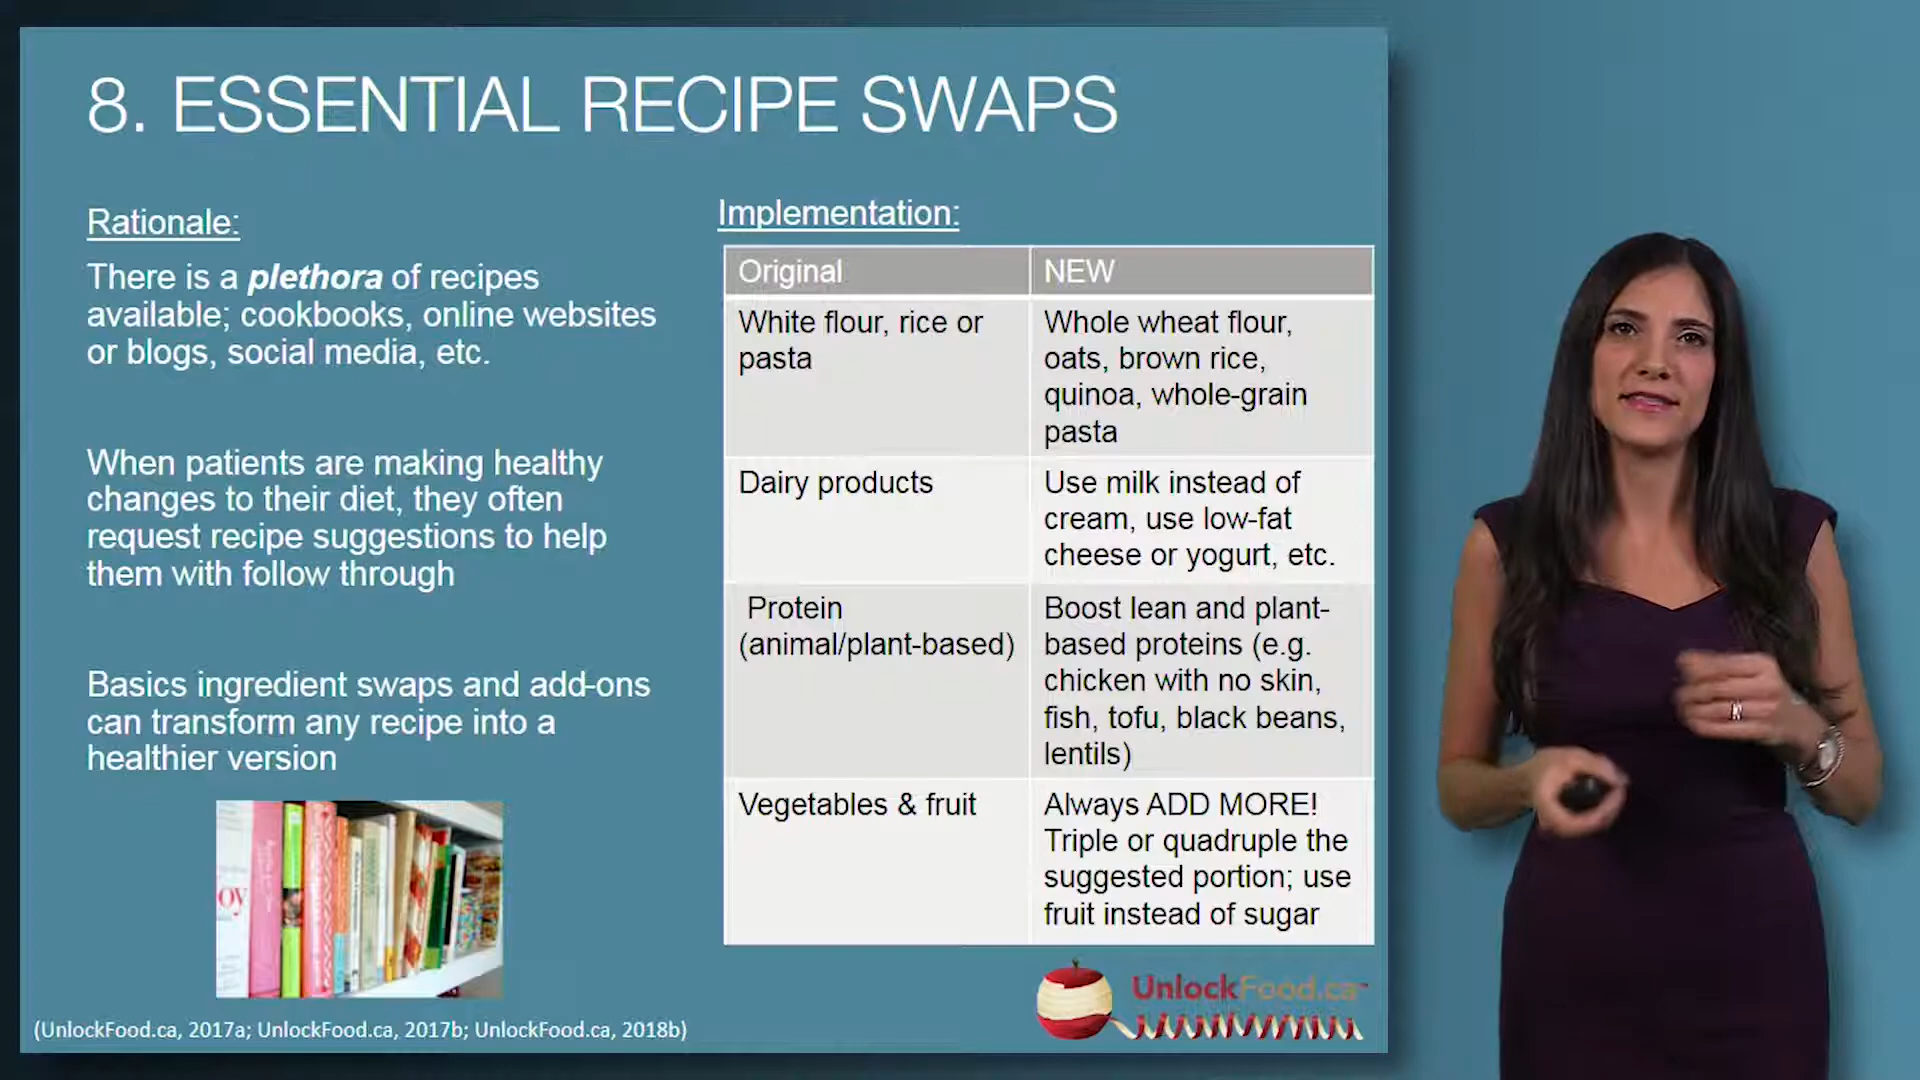 8. ESSENTIAL RECIPE SWAPS
Rationale:
There is a plethora of recipes
available; cookbooks, online websites
or blogs, social media, etc.
When patients are making healthy
changes to their diet, they often
request recipe suggestions to help
them with follow through
Basics ingredient swaps and add-ons
can transform any recipe into a
healthier version
oy
(UnlockFood.ca, 2017a; UnlockFood.ca, 2017b; UnlockFood.ca, 2018b)
Implementation:
Original
NEW
White flour, rice or
pasta
Whole wheat flour,
oats, brown rice,
quinoa, whole-grain
pasta
Dairy products
Use milk instead of
cream, use low-fat
cheese or yogurt, etc.
Protein
(animal/plant-based)
Boost lean and plant-
based proteins (e.g.
chicken with no skin,
fish, tofu, black beans,
lentils)
Vegetables & fruit
Always ADD MORE!
Triple or quadruple the
suggested portion; use
fruit instead of sugar
UnlockFood.ca